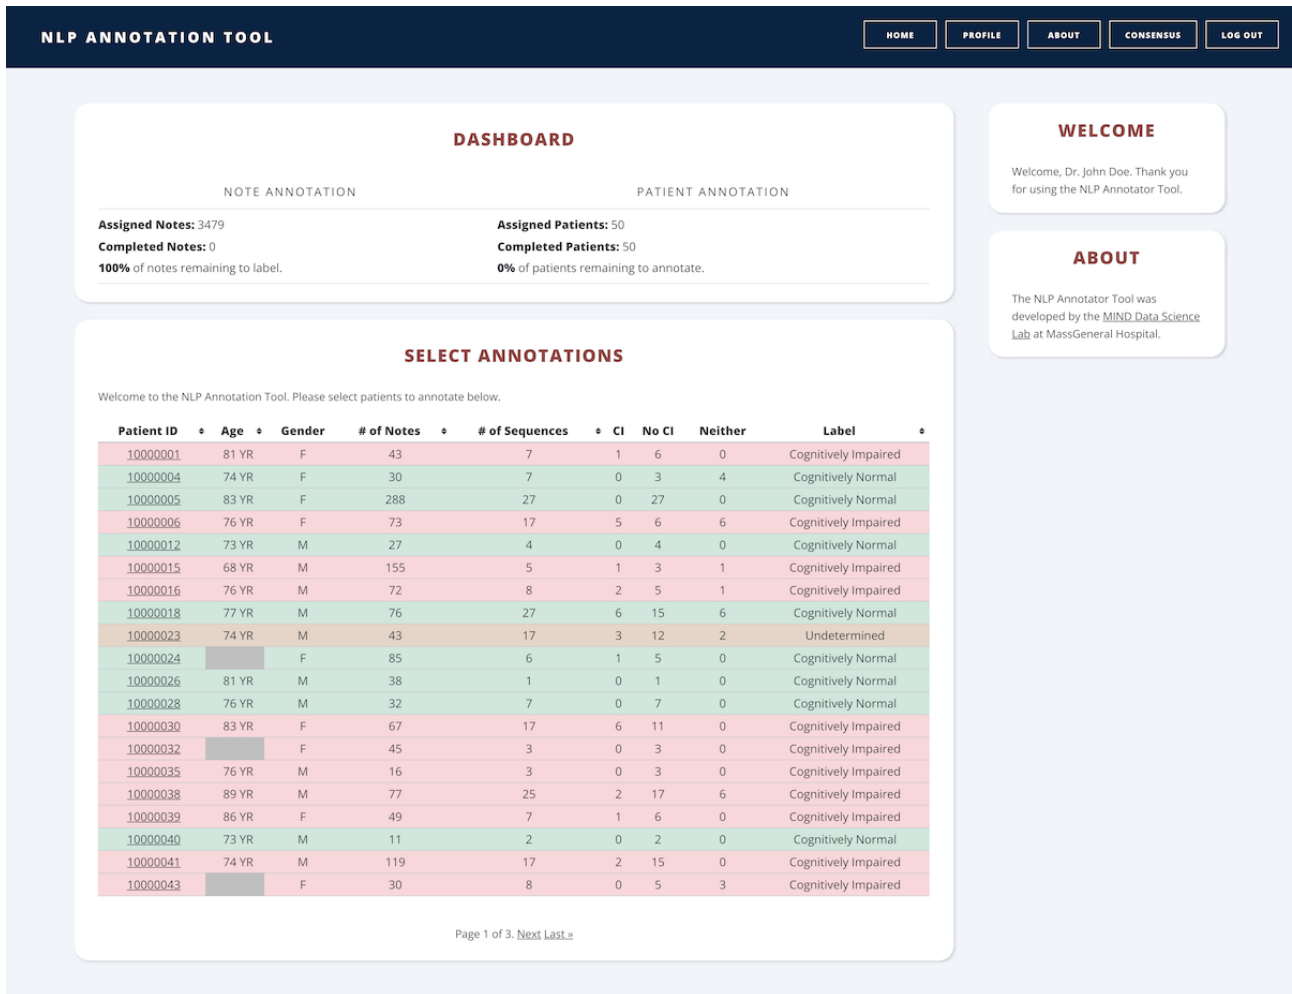 NLP ANNOTATION TOOL
HOME PROFILE ABOUT CONSENSUS LOG OUT
DASHBOARD
NOTE ANNOTATION PATIENT ANNOTATION
Assigned Notes: 3479 Assigned Patients: 50
Completed Notes: 0 Completed Patients: 50
100% of notes remaining to label. 0% of patients remaining to annotate.
SELECT ANNOTATIONS
Welcome to the NLP Annotation Tool. Please select patients to annotate below.
Patient ID Age Gender # of Notes # of Sequences CI No CI Neither Label
10000001 81 YR F 43 7 1 6 0 Cognitively Impaired
10000004 74 YR F 30 7 0 3 4 Cognitively Normal
10000005 83 YR F 288 27 0 27 0 Cognitively Normal
10000006 76 YR F 73 17 5 6 6 Cognitively Impaired
10000012 73 YR M 27 4 0 4 0 Cognitively Normal
10000015 68 YR M 155 5 1 3 1 Cognitively Impaired
10000016 76 YR M 72 8 2 5 1 Cognitively Impaired
10000018 77 YR M 76 27 6 15 6 Cognitively Normal
10000023 74 YR M 43 17 3 12 2 Undetermined
10000024 F 85 6 1 5 0 Cognitively Normal
10000026 81 YR M 38 1 0 1 0 Cognitively Normal
10000028 76 YR M 32 7 0 7 0 Cognitively Normal
10000030 83 YR F 67 17 6 11 0 Cognitively Impaired
10000032 F 45 3 0 3 0 Cognitively Impaired
10000035 76 YR M 16 3 0 3 0 Cognitively Impaired
10000038 89 YR M 77 25 2 17 6 Cognitively Impaired
10000039 86 YR F 49 7 1 6 0 Cognitively Impaired
10000040 73 YR M 11 2 0 2 0 Cognitively Normal
10000041 74 YR M 119 17 2 15 0 Cognitively Impaired
10000043 F 30 8 0 5 3 Cognitively Impaired
Page 1 of 3. Next Last »
WELCOME
Welcome, Dr. John Doe. Thank you
for using the NLP Annotator Tool.
ABOUT
The NLP Annotator Tool was
developed by the MIND Data Science
Lab at MassGeneral Hospital.